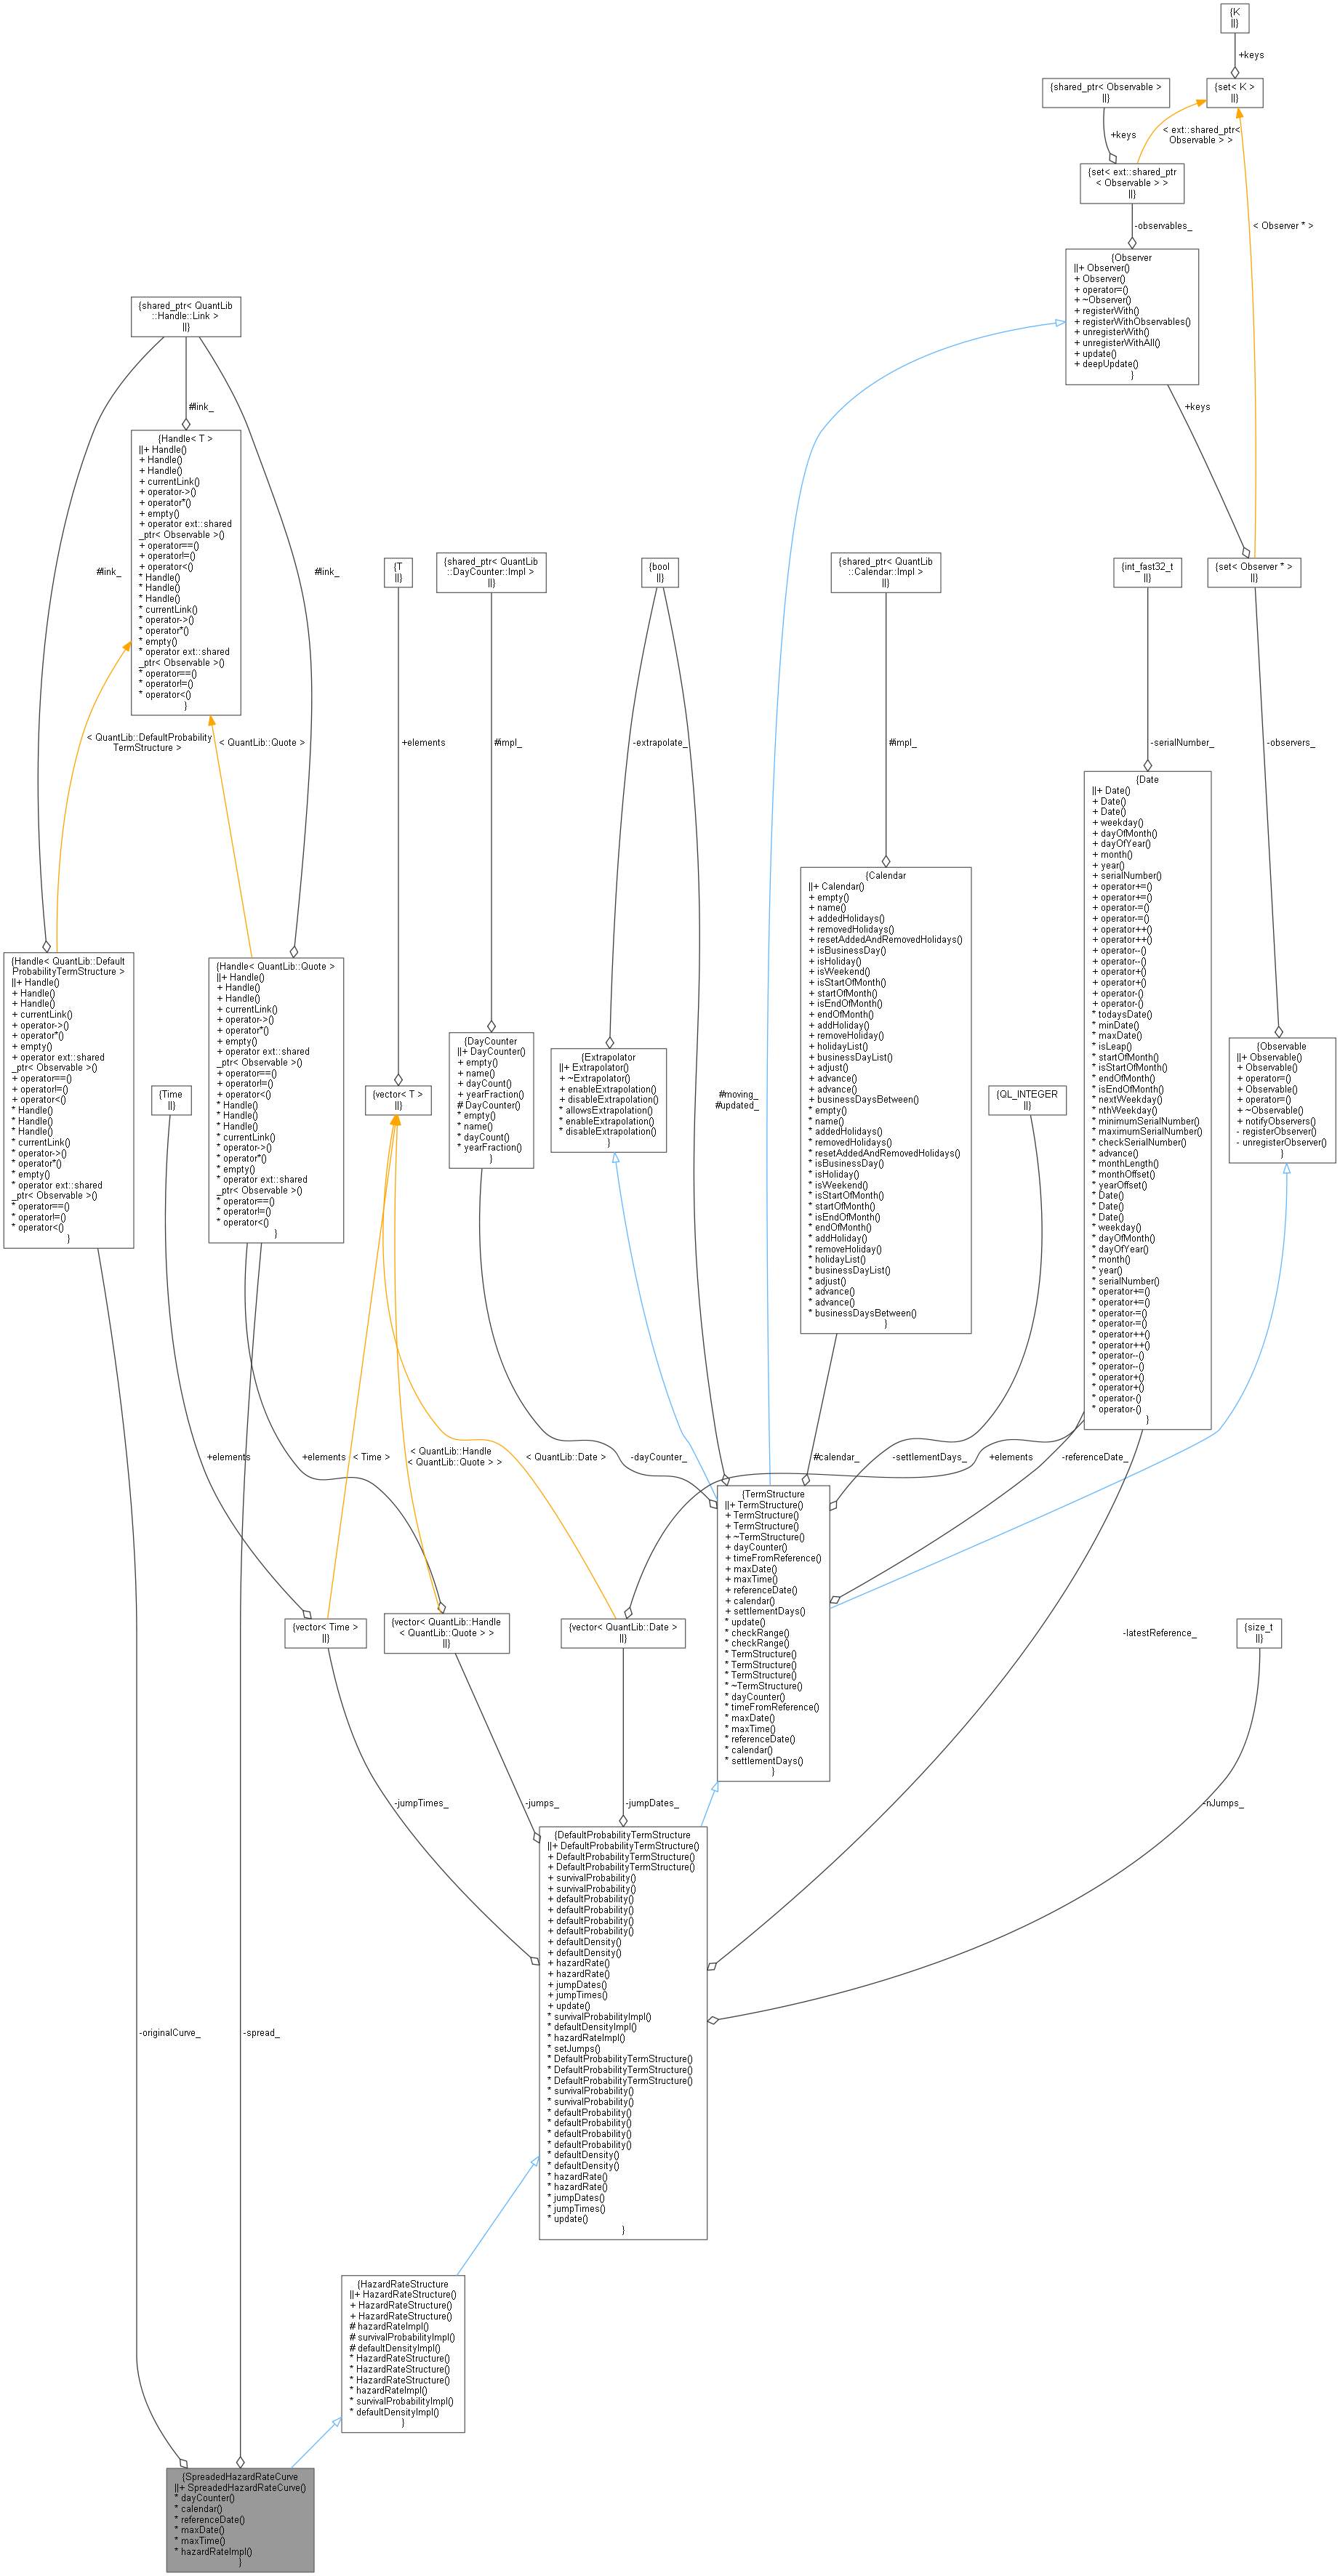 {K
||}
+keys
{shared_ptr< Observable >
||}
{set< K >
||}
+keys
< ext::shared_ptr<
Observable > >
{set< ext::shared_ptr
< Observable > >
||}
-observables_
< Observer * >
{Observer
||+ Observer()
+ Observer()
+ operator=()
+ ~Observer()
+ registerWith()
+ registerWithObservables()
+ unregisterWith()
+ unregisterWithAll()
+ update()
+ deepUpdate()
}
{shared_ptr< QuantLib
::Handle::Link >
||}
#link_
+keys
{Handle< T >
||+ Handle()
+ Handle()
+ Handle()
+ currentLink()
+ operator->()
+ operator*()
+ empty()
+ operator ext::shared
_ptr< Observable >()
+ operator==()
+ operator!=()
+ operator<()
* Handle()
* Handle()
* Handle()
* currentLink()
* operator->()
* operator*()
* empty()
* operator ext::shared
_ptr< Observable >()
* operator==()
* operator!=()
* operator<()
}
#link_
#link_
{T
||}
{shared_ptr< QuantLib
::DayCounter::Impl >
||}
{bool
||}
{shared_ptr< QuantLib
::Calendar::Impl >
||}
{int_fast32_t
||}
{set< Observer * >
||}
< QuantLib::DefaultProbability
TermStructure >
< QuantLib::Quote >
+elements
#impl_
-extrapolate_
#impl_
-serialNumber_
-observers_
{Date
||+ Date()
+ Date()
+ Date()
+ weekday()
+ dayOfMonth()
+ dayOfYear()
+ month()
+ year()
+ serialNumber()
+ operator+=()
+ operator+=()
+ operator-=()
+ operator-=()
+ operator++()
+ operator++()
+ operator--()
+ operator--()
+ operator+()
+ operator+()
+ operator-()
+ operator-()
* todaysDate()
* minDate()
* maxDate()
* isLeap()
* startOfMonth()
* isStartOfMonth()
* endOfMonth()
* isEndOfMonth()
* nextWeekday()
* nthWeekday()
* minimumSerialNumber()
* maximumSerialNumber()
* checkSerialNumber()
* advance()
* monthLength()
* monthOffset()
* yearOffset()
* Date()
* Date()
* Date()
* weekday()
* dayOfMonth()
* dayOfYear()
* month()
* year()
* serialNumber()
* operator+=()
* operator+=()
* operator-=()
* operator-=()
* operator++()
* operator++()
* operator--()
* operator--()
* operator+()
* operator+()
* operator-()
* operator-()
}
{Calendar
||+ Calendar()
+ empty()
+ name()
+ addedHolidays()
+ removedHolidays()
+ resetAddedAndRemovedHolidays()
+ isBusinessDay()
+ isHoliday()
+ isWeekend()
+ isStartOfMonth()
+ startOfMonth()
+ isEndOfMonth()
+ endOfMonth()
+ addHoliday()
+ removeHoliday()
+ holidayList()
+ businessDayList()
+ adjust()
+ advance()
+ advance()
+ businessDaysBetween()
* empty()
* name()
* addedHolidays()
* removedHolidays()
* resetAddedAndRemovedHolidays()
* isBusinessDay()
* isHoliday()
* isWeekend()
* isStartOfMonth()
* startOfMonth()
* isEndOfMonth()
* endOfMonth()
* addHoliday()
* removeHoliday()
* holidayList()
* businessDayList()
* adjust()
* advance()
* advance()
* businessDaysBetween()
}
{Handle< QuantLib::Default
ProbabilityTermStructure >
||+ Handle()
+ Handle()
+ Handle()
+ currentLink()
+ operator->()
+ operator*()
+ empty()
+ operator ext::shared
_ptr< Observable >()
+ operator==()
+ operator!=()
+ operator<()
* Handle()
* Handle()
* Handle()
* currentLink()
* operator->()
* operator*()
* empty()
* operator ext::shared
_ptr< Observable >()
* operator==()
* operator!=()
* operator<()
}
{Handle< QuantLib::Quote >
||+ Handle()
+ Handle()
+ Handle()
+ currentLink()
+ operator->()
+ operator*()
+ empty()
+ operator ext::shared
_ptr< Observable >()
+ operator==()
+ operator!=()
+ operator<()
* Handle()
* Handle()
* Handle()
* currentLink()
* operator->()
* operator*()
* empty()
* operator ext::shared
_ptr< Observable >()
* operator==()
* operator!=()
* operator<()
}
{Time
||}
{vector< T >
||}
{DayCounter
||+ DayCounter()
+ empty()
+ name()
+ dayCount()
+ yearFraction()
# DayCounter()
* empty()
* name()
* dayCount()
* yearFraction()
}
{Extrapolator
||+ Extrapolator()
+ ~Extrapolator()
+ enableExtrapolation()
+ disableExtrapolation()
* allowsExtrapolation()
* enableExtrapolation()
* disableExtrapolation()
}
#moving_
#updated_
{QL_INTEGER
||}
{Observable
||+ Observable()
+ Observable()
+ operator=()
+ Observable()
+ operator=()
+ ~Observable()
+ notifyObservers()
- registerObserver()
- unregisterObserver()
}
+elements
+elements
< Time >
< QuantLib::Handle
< QuantLib::Quote > >
< QuantLib::Date >
-dayCounter_
#calendar_
-settlementDays_
+elements
-referenceDate_
{TermStructure
||+ TermStructure()
+ TermStructure()
+ TermStructure()
+ ~TermStructure()
+ dayCounter()
+ timeFromReference()
+ maxDate()
+ maxTime()
+ referenceDate()
+ calendar()
+ settlementDays()
* update()
* checkRange()
* checkRange()
* TermStructure()
* TermStructure()
* TermStructure()
* ~TermStructure()
* dayCounter()
* timeFromReference()
* maxDate()
* maxTime()
* referenceDate()
* calendar()
* settlementDays()
}
{vector< Time >
||}
{vector< QuantLib::Handle
< QuantLib::Quote > >
||}
{vector< QuantLib::Date >
||}
-latestReference_
{size_t
||}
-jumpTimes_
-jumps_
-jumpDates_
-nJumps_
{DefaultProbabilityTermStructure
||+ DefaultProbabilityTermStructure()
+ DefaultProbabilityTermStructure()
+ DefaultProbabilityTermStructure()
+ survivalProbability()
+ survivalProbability()
+ defaultProbability()
+ defaultProbability()
+ defaultProbability()
+ defaultProbability()
+ defaultDensity()
+ defaultDensity()
+ hazardRate()
+ hazardRate()
+ jumpDates()
+ jumpTimes()
+ update()
* survivalProbabilityImpl()
* defaultDensityImpl()
* hazardRateImpl()
* setJumps()
* DefaultProbabilityTermStructure()
* DefaultProbabilityTermStructure()
* DefaultProbabilityTermStructure()
* survivalProbability()
* survivalProbability()
* defaultProbability()
* defaultProbability()
* defaultProbability()
* defaultProbability()
* defaultDensity()
* defaultDensity()
* hazardRate()
* hazardRate()
* jumpDates()
* jumpTimes()
* update()
}
-originalCurve_
-spread_
{HazardRateStructure
||+ HazardRateStructure()
+ HazardRateStructure()
+ HazardRateStructure()
# hazardRateImpl()
# survivalProbabilityImpl()
# defaultDensityImpl()
* HazardRateStructure()
* HazardRateStructure()
* HazardRateStructure()
* hazardRateImpl()
* survivalProbabilityImpl()
* defaultDensityImpl()
}
{SpreadedHazardRateCurve
||+ SpreadedHazardRateCurve()
* dayCounter()
* calendar()
* referenceDate()
* maxDate()
* maxTime()
* hazardRateImpl()
}